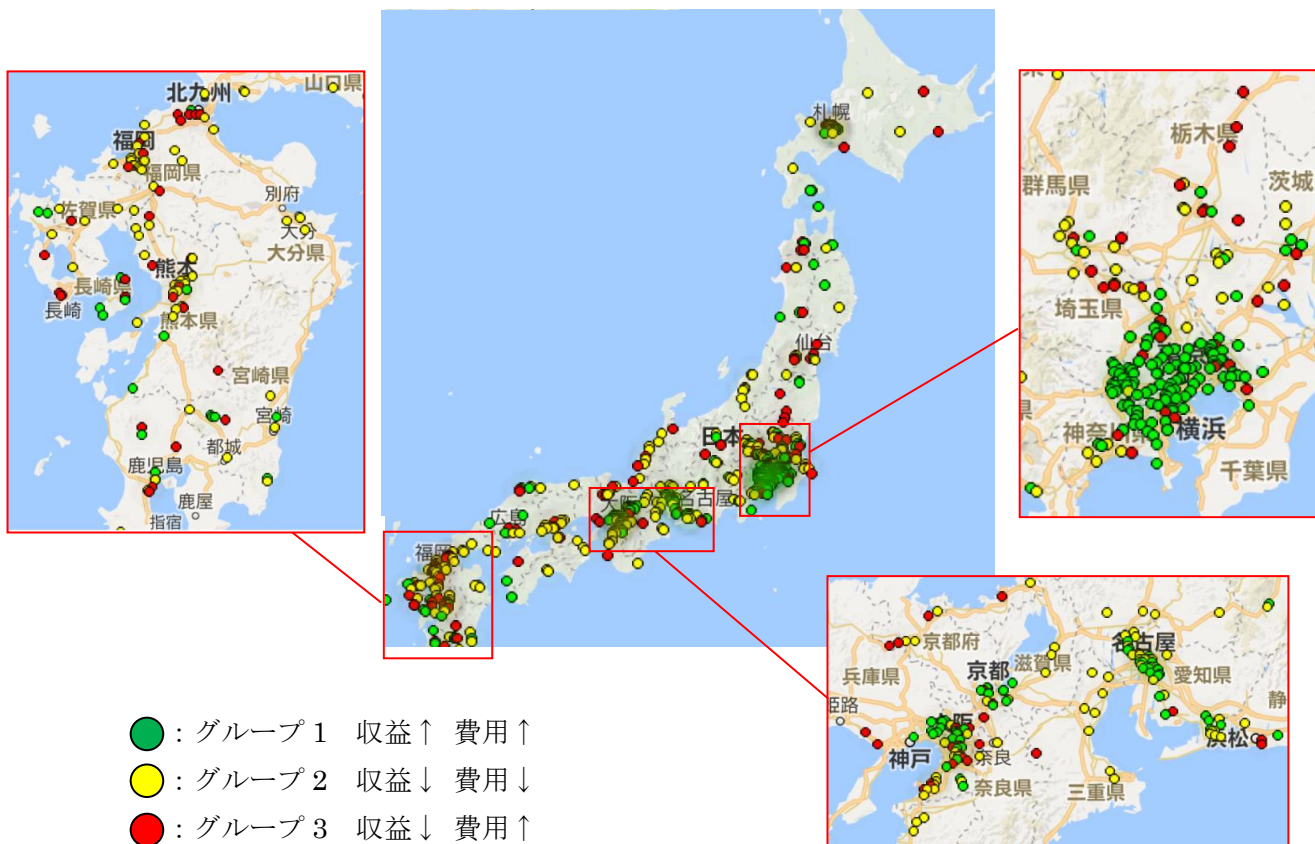 北九州
山口県
福岡
福岡県
別府
佐賀県
大分
大分県
熊本
長崎県
長崎
熊本県
宮崎県
宮崎
都城
鹿児島
鹿屋
指宿
札幌
仙台
日本
名古屋
大阪
広島
福岡
栃木県
群馬県
茨城
埼玉県
神奈川県
横浜
千葉県
京都府
名古屋
京都
滋賀県
兵庫県
愛知県
静
姫路
大阪
浜松
神戸
奈良
奈良県
三重県
：グループ 1 収益↑ 費用↑
：グループ 2 収益↓ 費用↓
：グループ 3 収益↓ 費用↑